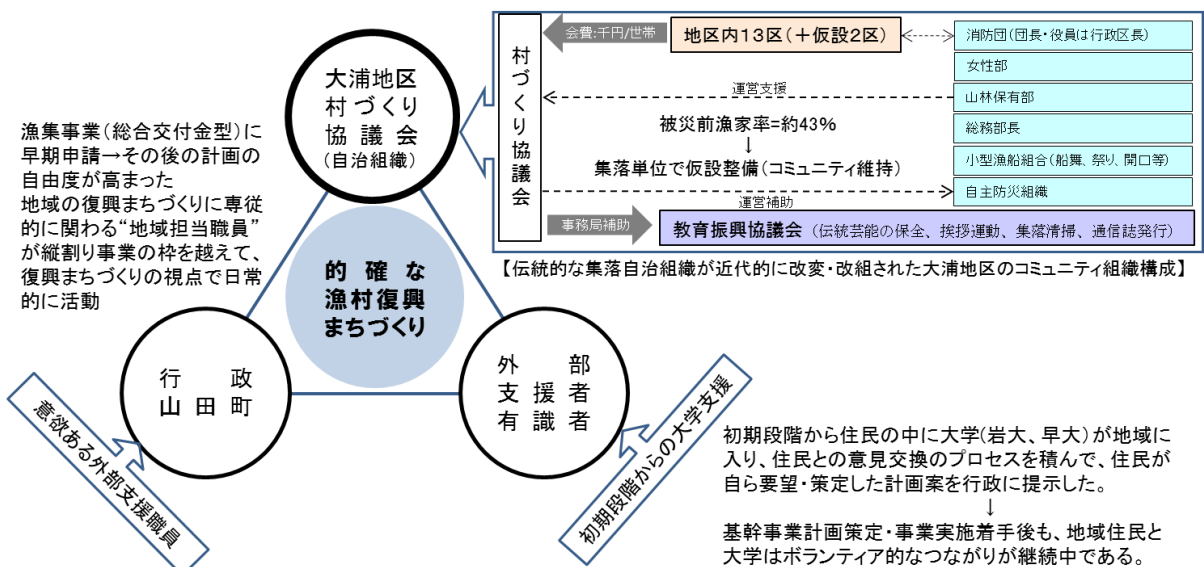 会費:千円/世帯
地区内13区(+仮設2区)
消防団(団長・役員は行政区長)
女性部
山林保有部
総務部長
小型漁船組合(船舞、祭り、開口等)
自主防災組織
村づくり協議会
運営支援
被災前漁家率=約43%
↓
集落単位で仮設整備(コミュニティ維持)
運営補助
事務局補助
教育振興協議会 (伝統芸能の保全、挨拶運動、集落清掃、通信誌発行)
【伝統的な集落自治組織が近代的に改変・改組された大浦地区のコミュニティ組織構成】
大浦地区
村づくり
協議会
(自治組織)
漁集事業(総合交付金型)に
早期申請→その後の計画の
自由度が高まった
地域の復興まちづくりに専従
的に関わる“地域担当職員”
が縦割り事業の枠を越えて、
復興まちづくりの視点で日常
的に活動
的確な
漁村復興
まちづくり
行政
山田町
外部
支援者
有識者
意欲ある外部支援職員
初期段階からの大学支援
初期段階から住民の中に大学(岩大、早大)が地域に
入り、住民との意見交換のプロセスを積んで、住民が
自ら要望・策定した計画案を行政に提示した。
↓
基幹事業計画策定・事業実施着手後も、地域住民と
大学はボランティア的なつながりが継続中である。